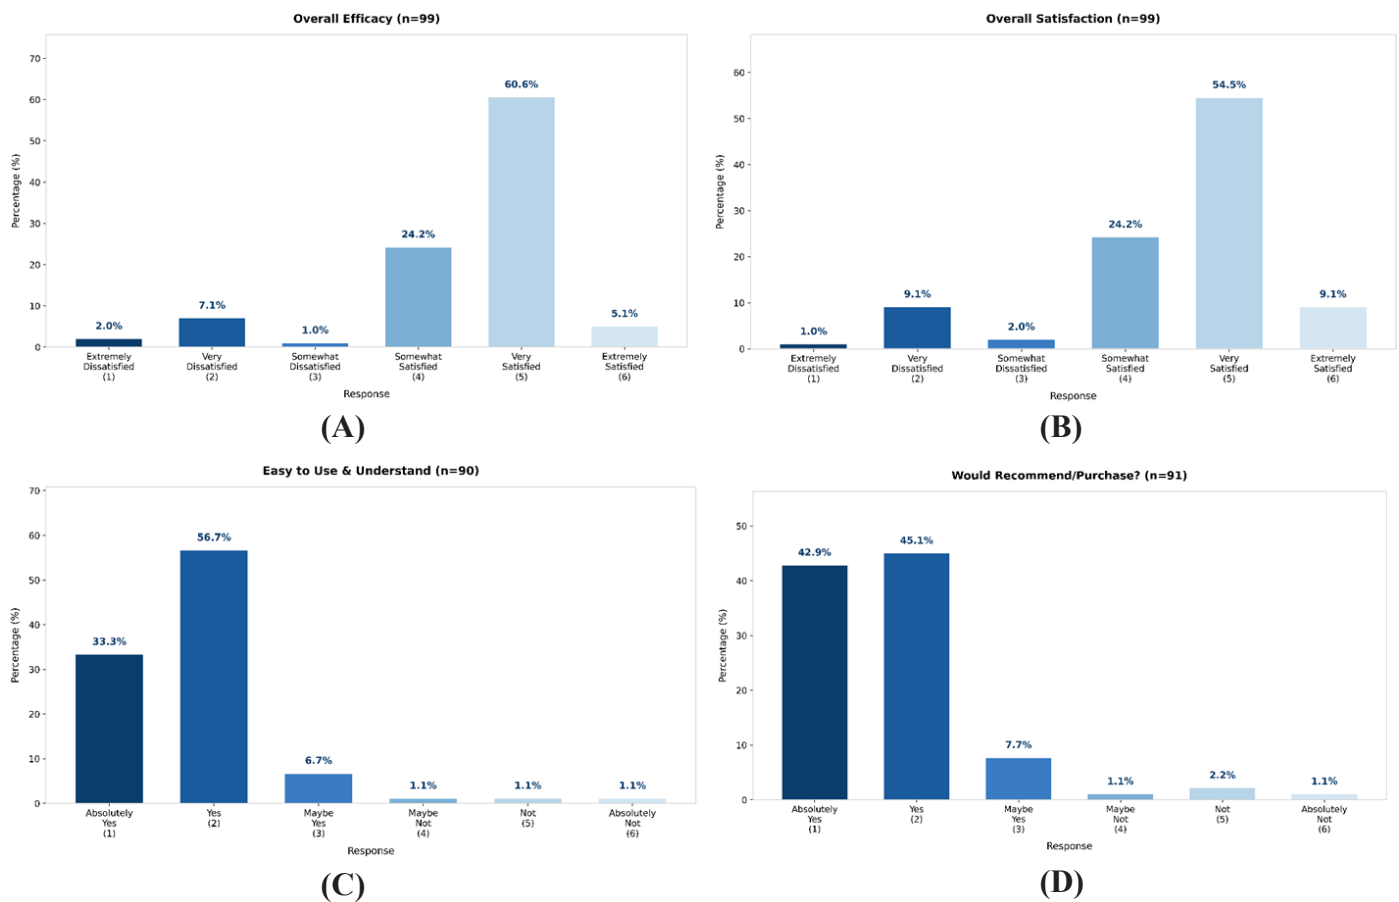 Overall Efficacy (n=99)
Percentage (%)
70
60
50
40
30
20
10
0
2.0%
7.1%
1.0%
24.2%
60.6%
5.1%
Extremely
Dissatisfied
(1)
Very
Dissatisfied
(2)
Somewhat
Dissatisfied
(3)
Somewhat
Satisfied
(4)
Very
Satisfied
(5)
Extremely
Satisfied
(6)
Response
(A)
Overall Satisfaction (n=99)
Percentage (%)
60
50
40
30
20
10
0
1.0%
9.1%
2.0%
24.2%
54.5%
9.1%
Extremely
Dissatisfied
(1)
Very
Dissatisfied
(2)
Somewhat
Dissatisfied
(3)
Somewhat
Satisfied
(4)
Very
Satisfied
(5)
Extremely
Satisfied
(6)
Response
(B)
Easy to Use & Understand (n=90)
Percentage (%)
70
60
50
40
30
20
10
0
33.3%
56.7%
6.7%
1.1%
1.1%
1.1%
Absolutely
Yes
(1)
Yes
(2)
Maybe
Yes
(3)
Maybe
Not
(4)
Not
(5)
Absolutely
Not
(6)
Response
(C)
Would Recommend/Purchase? (n=91)
Percentage (%)
50
40
30
20
10
0
42.9%
45.1%
7.7%
1.1%
2.2%
1.1%
Absolutely
Yes
(1)
Yes
(2)
Maybe
Yes
(3)
Maybe
Not
(4)
Not
(5)
Absolutely
Not
(6)
Response
(D)